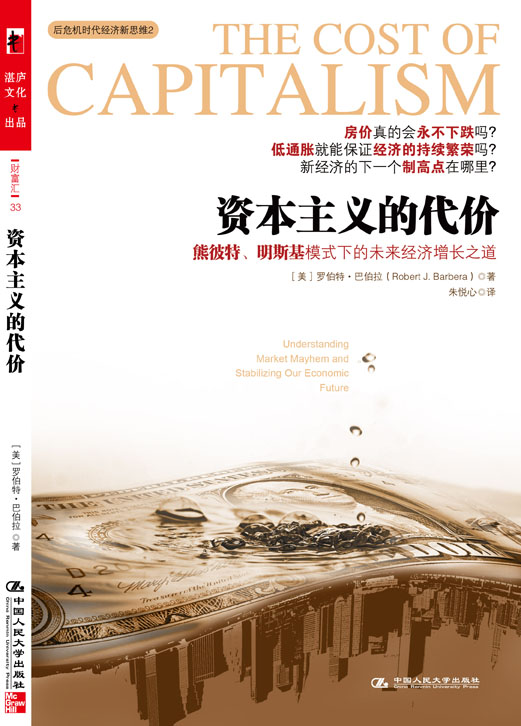 湛庐
文化
出品
财富汇
33
资本主义的代价
[美]罗伯特·巴伯拉◎著
中国人民大学出版社
China Renmin University Press
Mc
Graw
Hill
后危机时代经济新思维2
THE COST OF
CAPITALISM
房价真的会永不下跌吗?
低通胀就能保证经济的持续繁荣吗?
新经济的下一个制高点在哪里?
资本主义的代价
熊彼特、明斯基模式下的未来经济增长之道
[美]罗伯特·巴伯拉(Robert J. Barbera)◎著
朱悦心◎译
Understanding
Market Mayhem and
Stabilizing Our Economic
Future
DOLLAR
中国人民大学出版社
China Renmin University Press